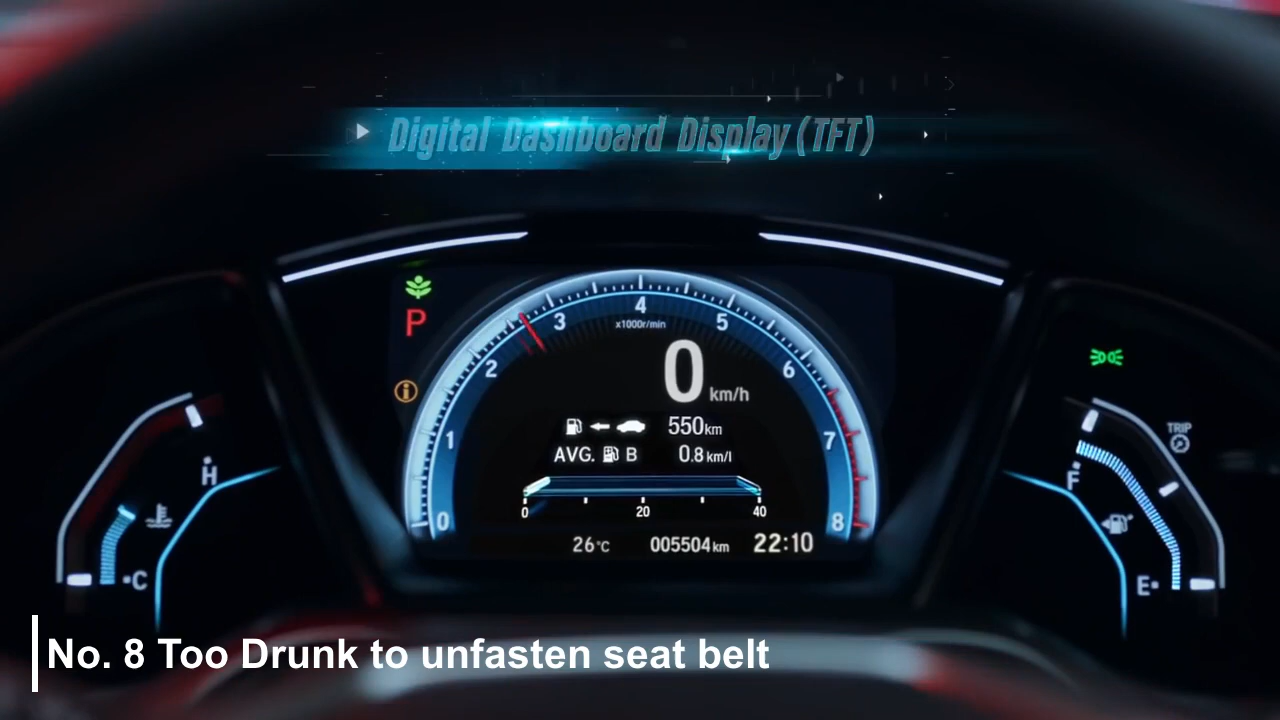 Digital Dashboard Display (TFT)
P
3
4
5
x1000r/min
2
6
0 km/h
TRIP
550km
1
7
AVG. B 0.8 km/l
H
F
0
8
0 20 40
26°C 005504km 22:10
C
E
No. 8 Too Drunk to unfasten seat belt